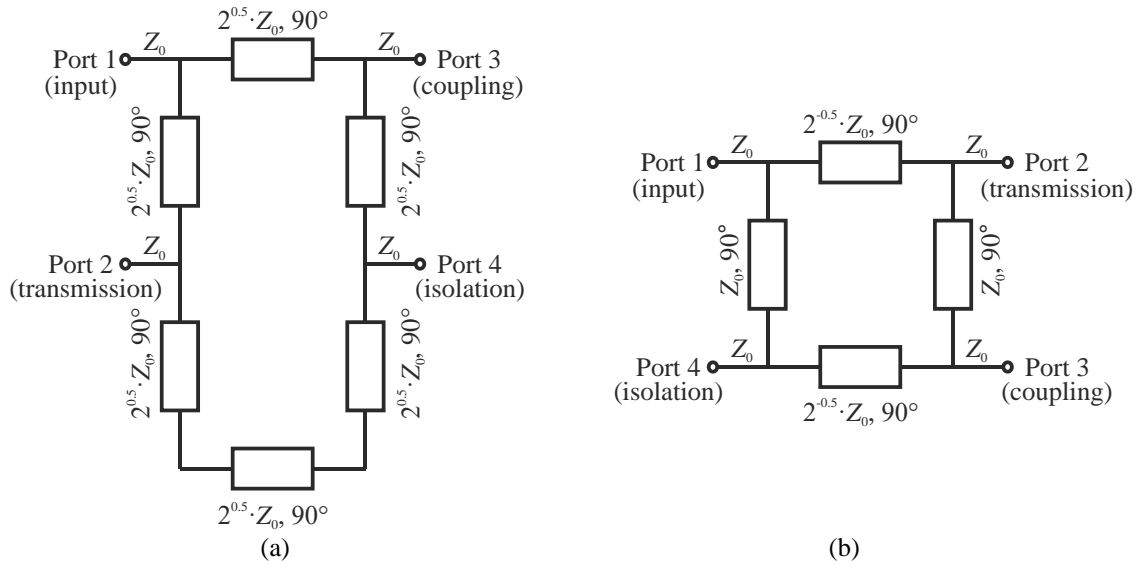 2^0.5·Z₀, 90°
Port 1 Z₀ Z₀ Port 3
(input) (coupling)
2^0.5·Z₀, 90°
2^0.5·Z₀, 90°
Port 2 Z₀ Z₀ Port 4
(transmission) (isolation)
2^0.5·Z₀, 90°
2^0.5·Z₀, 90°
2^0.5·Z₀, 90°
(a)
2^-0.5·Z₀, 90°
Port 1 Z₀ Z₀ Port 2
(input) (transmission)
Z₀, 90°
Z₀, 90°
Port 4 Z₀ Z₀ Port 3
(isolation) (coupling)
2^-0.5·Z₀, 90°
(b)